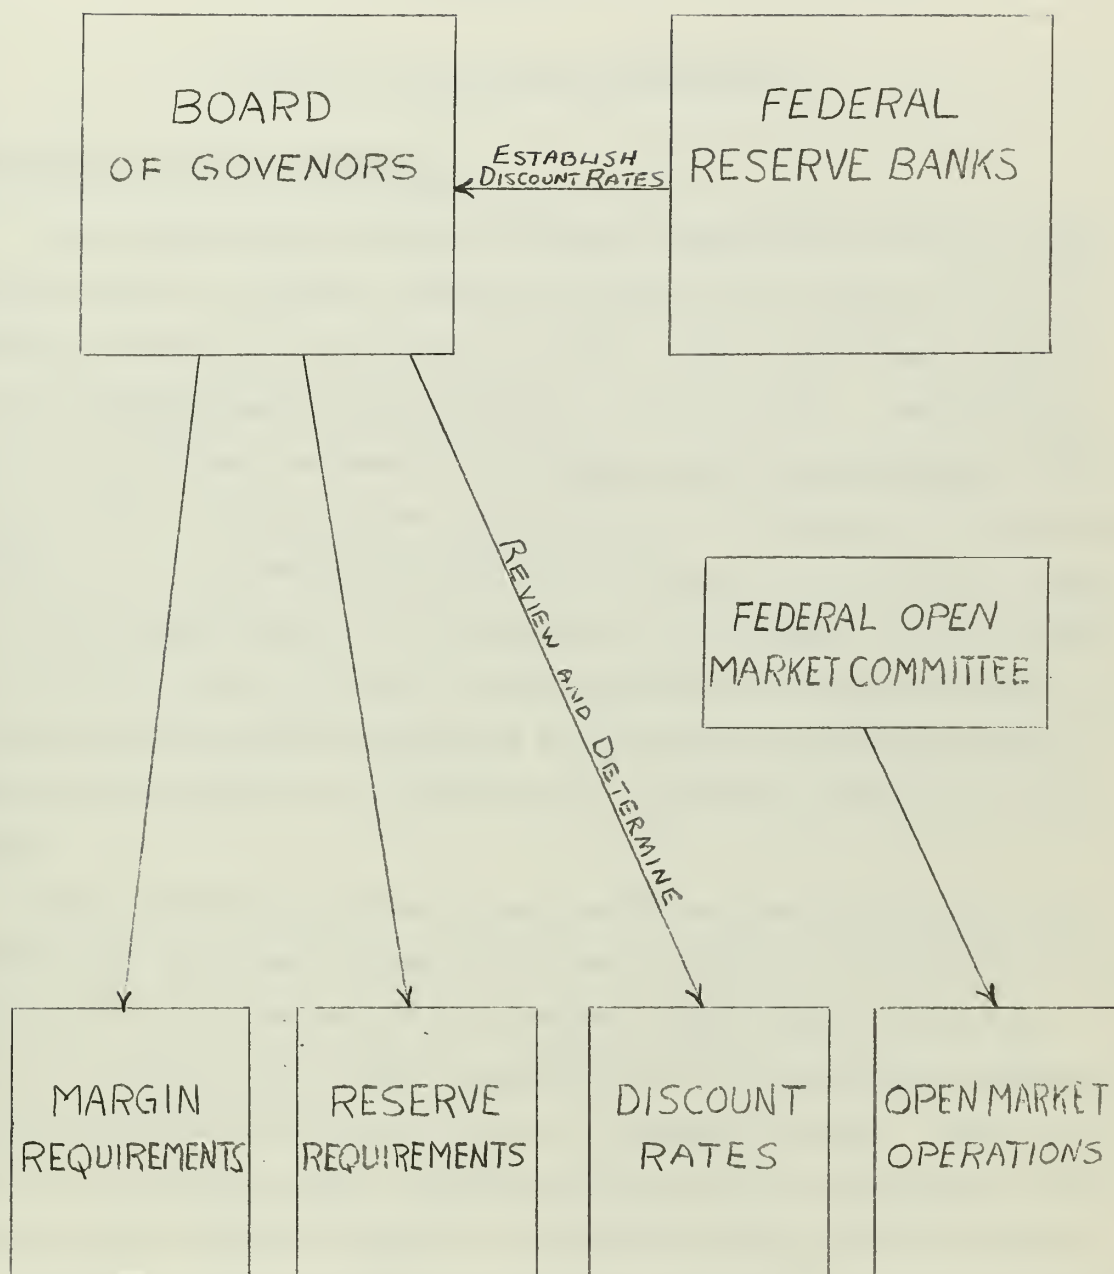 BOARD
OF GOVENORS
ESTABLISH
DISCOUNT RATES
FEDERAL
RESERVE BANKS
REVIEW AND DETERMINE
FEDERAL OPEN
MARKET COMMITTEE
MARGIN
REQUIREMENTS
RESERVE
REQUIREMENTS
DISCOUNT
RATES
OPEN MARKET
OPERATIONS